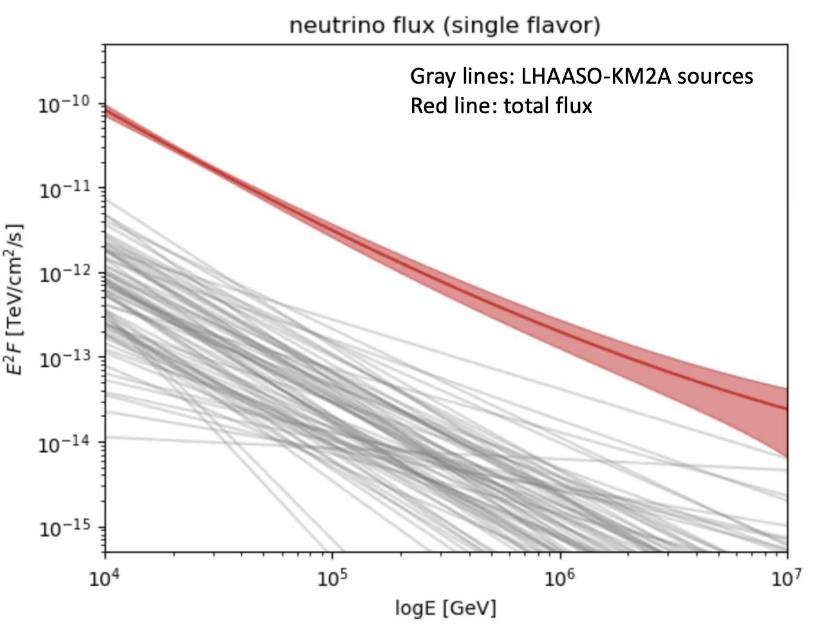 neutrino flux (single flavor)
Gray lines: LHAASO-KM2A sources
Red line: total flux
10⁻¹⁰
10⁻¹¹
10⁻¹²
10⁻¹³
10⁻¹⁴
10⁻¹⁵
E²F [TeV/cm²/s]
10⁴
10⁵
10⁶
10⁷
logE [GeV]